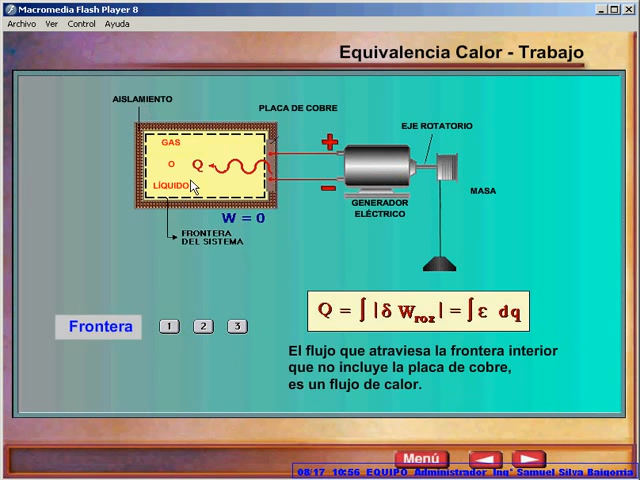 Macromedia Flash Player 8
Archivo Ver Control Ayuda
Equivalencia Calor - Trabajo
AISLAMIENTO
PLACA DE COBRE
EJE ROTATORIO
GAS
O
Q
LÍQUIDO
+
–
GENERADOR
ELÉCTRICO
MASA
W = 0
FRONTERA
DEL SISTEMA
Q = ∫ | δ W_roz | = ∫ ε dq
Frontera 1 2 3
El flujo que atraviesa la frontera interior
que no incluye la placa de cobre,
es un flujo de calor.
Menú
08/17 10:56 EQUIPO Administrador Ing° Samuel Silva Baigorria